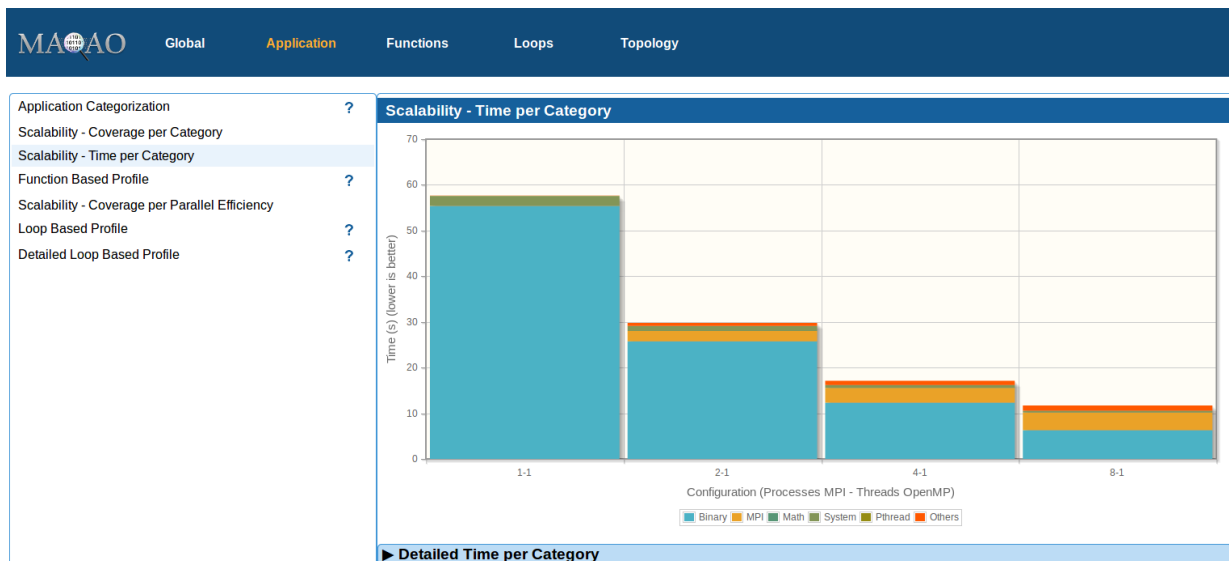 MAQAO Global Application Functions Loops Topology
Application Categorization ?
Scalability - Coverage per Category
Scalability - Time per Category
Function Based Profile ?
Scalability - Coverage per Parallel Efficiency
Loop Based Profile ?
Detailed Loop Based Profile ?
Scalability - Time per Category
70
60
50
40
30
20
10
0
Time (s) (lower is better)
1-1 2-1 4-1 8-1
Configuration (Processes MPI - Threads OpenMP)
Binary MPI Math System Pthread Others
▶ Detailed Time per Category